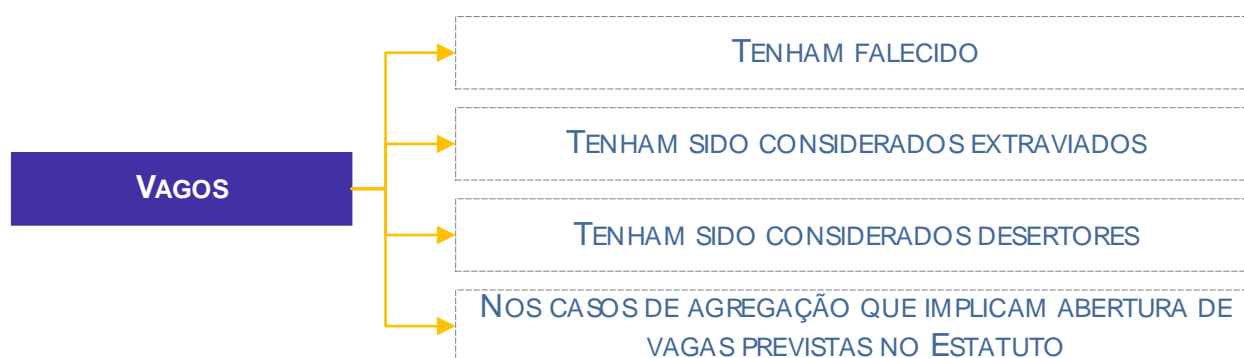 TENHAM FALECIDO
TENHAM SIDO CONSIDERADOS EXTRAVIADOS
VAGOS
TENHAM SIDO CONSIDERADOS DESERTORES
NOS CASOS DE AGREGAÇÃO QUE IMPLICAM ABERTURA DE
VAGAS PREVISTAS NO ESTATUTO